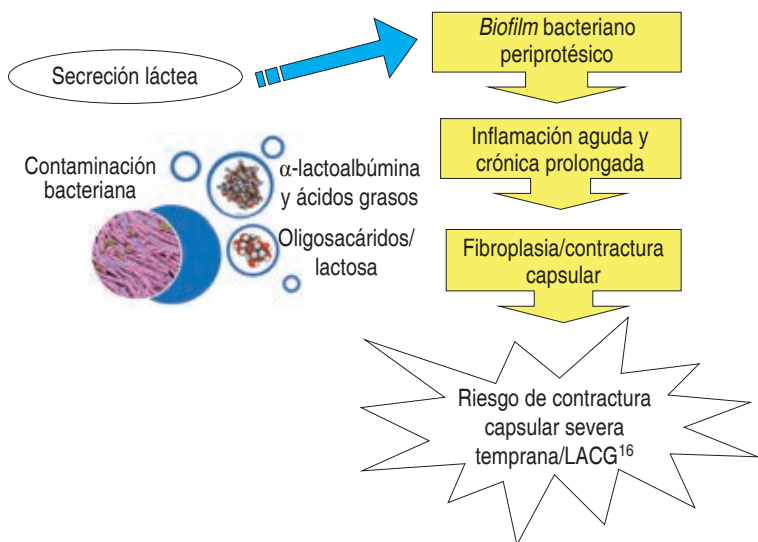 Secreción láctea
Biofilm bacteriano
periprotésico
Contaminación
bacteriana
α-lactoalbúmina
y ácidos grasos
Oligosacáridos/
lactosa
Inflamación aguda y
crónica prolongada
Fibroplasia/contractura
capsular
Riesgo de contractura
capsular severa
temprana/LACG16